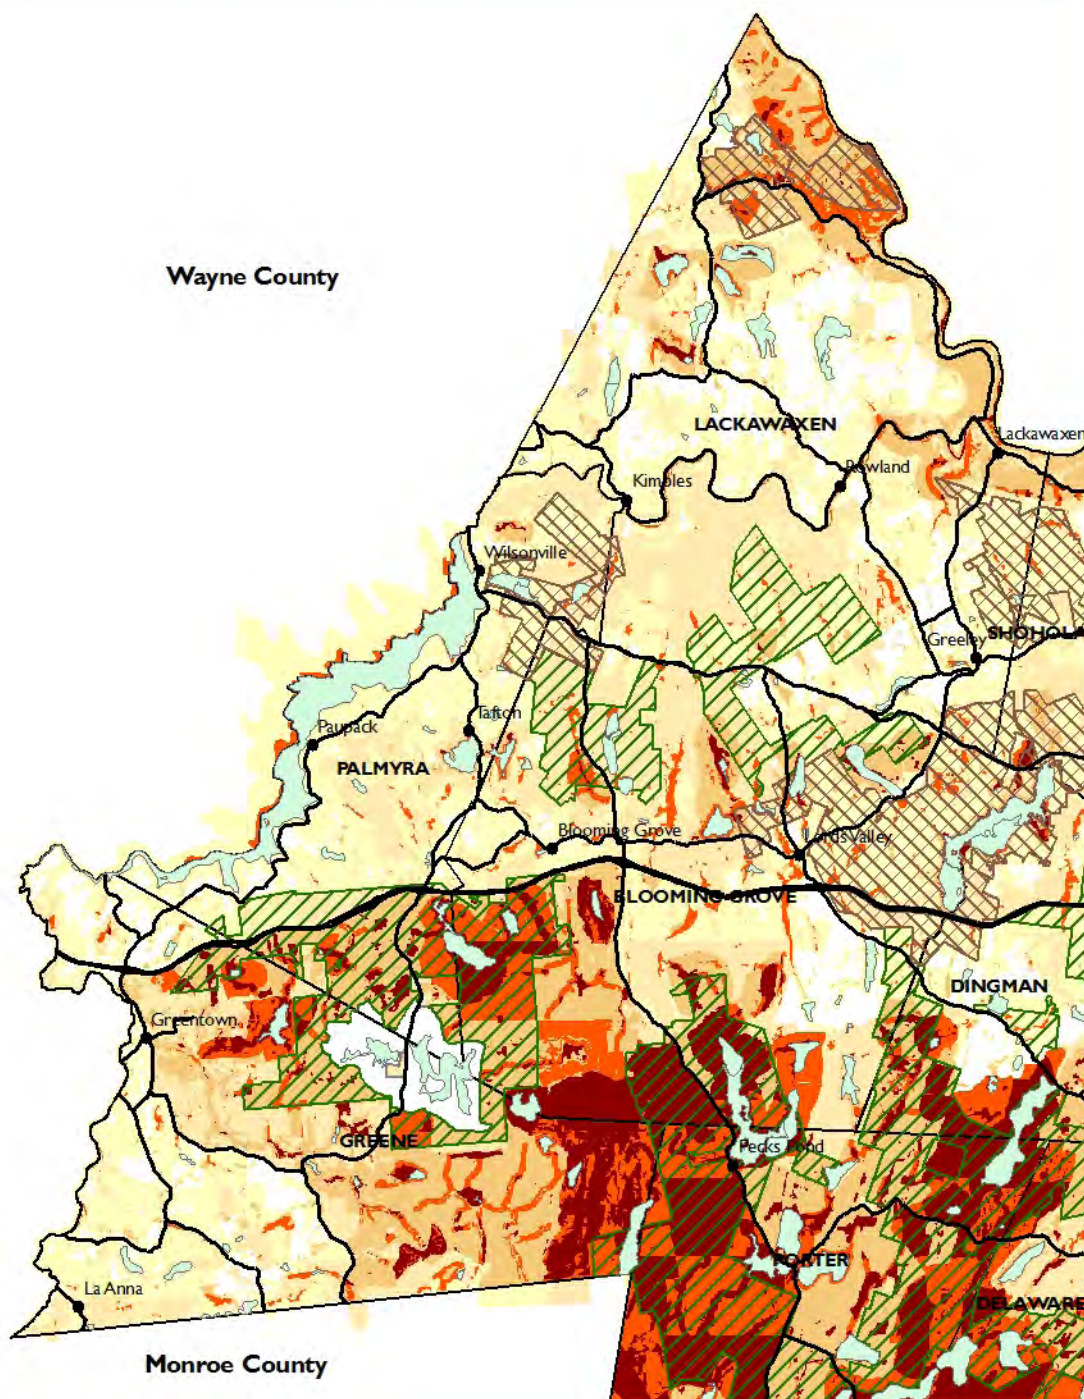 Wayne County
LACKAWAXEN
Lackawaxen
Rowland
Kimbles
Wilsonville
Greeley
SHOHOLA
Tafton
Paupack
PALMYRA
Blooming Grove
Lords Valley
BLOOMING GROVE
DINGMAN
Greentown
GREENE
Pecks Pond
PORTER
La Anna
DELAWARE
Monroe County